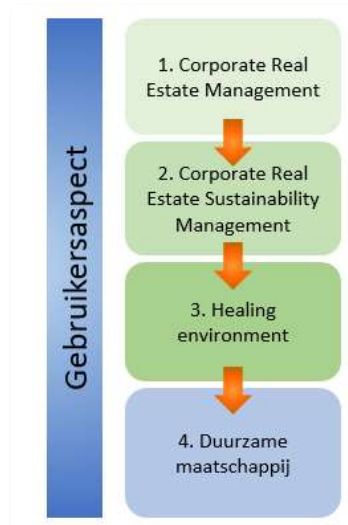 Gebruikersaspect
1. Corporate Real
Estate Management
2. Corporate Real
Estate Sustainability
Management
3. Healing
environment
4. Duurzame
maatschappij